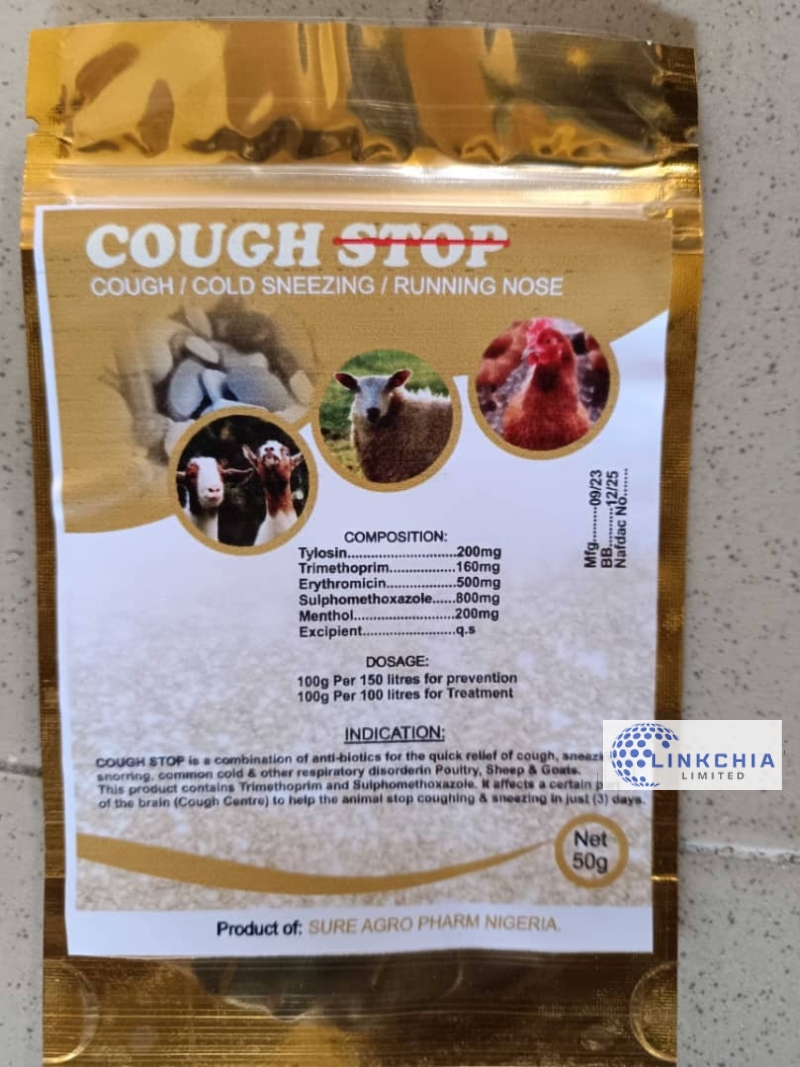 COUGH STOP
COUGH / COLD SNEEZING / RUNNING NOSE
Mfg..........09/23
BB...........12/25
Nafdac No.......
COMPOSITION:
Tylosin............................200mg
Trimethoprim.................160mg
Erythromicin..................500mg
Sulphomethoxazole......800mg
Menthol..........................200mg
Excipient........................q.s
DOSAGE:
100g Per 150 litres for prevention
100g Per 100 litres for Treatment
INDICATION:
COUGH STOP is a combination of anti-biotics for the quick relief of cough,
snorring, common cold & other respiratory disorderin Poultry, Sheep & Goats.
This product contains Trimethoprim and Sulphomethoxazole. It affects a certain
of the brain (Cough Centre) to help the animal stop coughing & sneezing in just (3) days.
LINKCHIA
LIMITED
Net
50g
Product of: SURE AGRO PHARM NIGERIA.